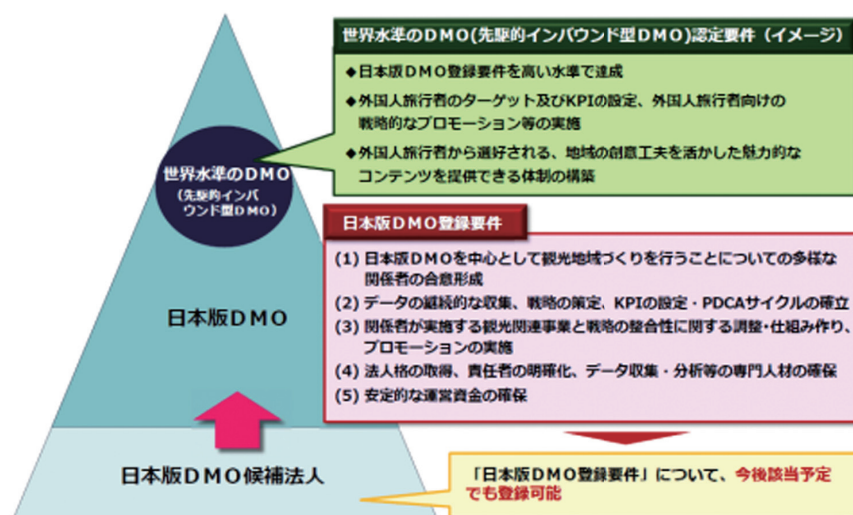 世界水準のDMO(先駆的インバウンド型DMO)認定要件(イメージ)
◆日本版DMO登録要件を高い水準で達成
◆外国人旅行者のターゲット及びKPIの設定、外国人旅行者向けの
戦略的なプロモーション等の実施
◆外国人旅行者から選好される、地域の創意工夫を活かした魅力的な
コンテンツを提供できる体制の構築
世界水準のDMO
(先駆的インバ
ウンド型DMO)
日本版DMO登録要件
(1) 日本版DMOを中心として観光地域づくりを行うことについての多様な
関係者の合意形成
(2) データの継続的な収集、戦略の策定、KPIの設定・PDCAサイクルの確立
(3) 関係者が実施する観光関連事業と戦略の整合性に関する調整・仕組み作り、
プロモーションの実施
(4) 法人格の取得、責任者の明確化、データ収集・分析等の専門人材の確保
(5) 安定的な運営資金の確保
日本版DMO
日本版DMO候補法人
「日本版DMO登録要件」について、今後該当予定
でも登録可能